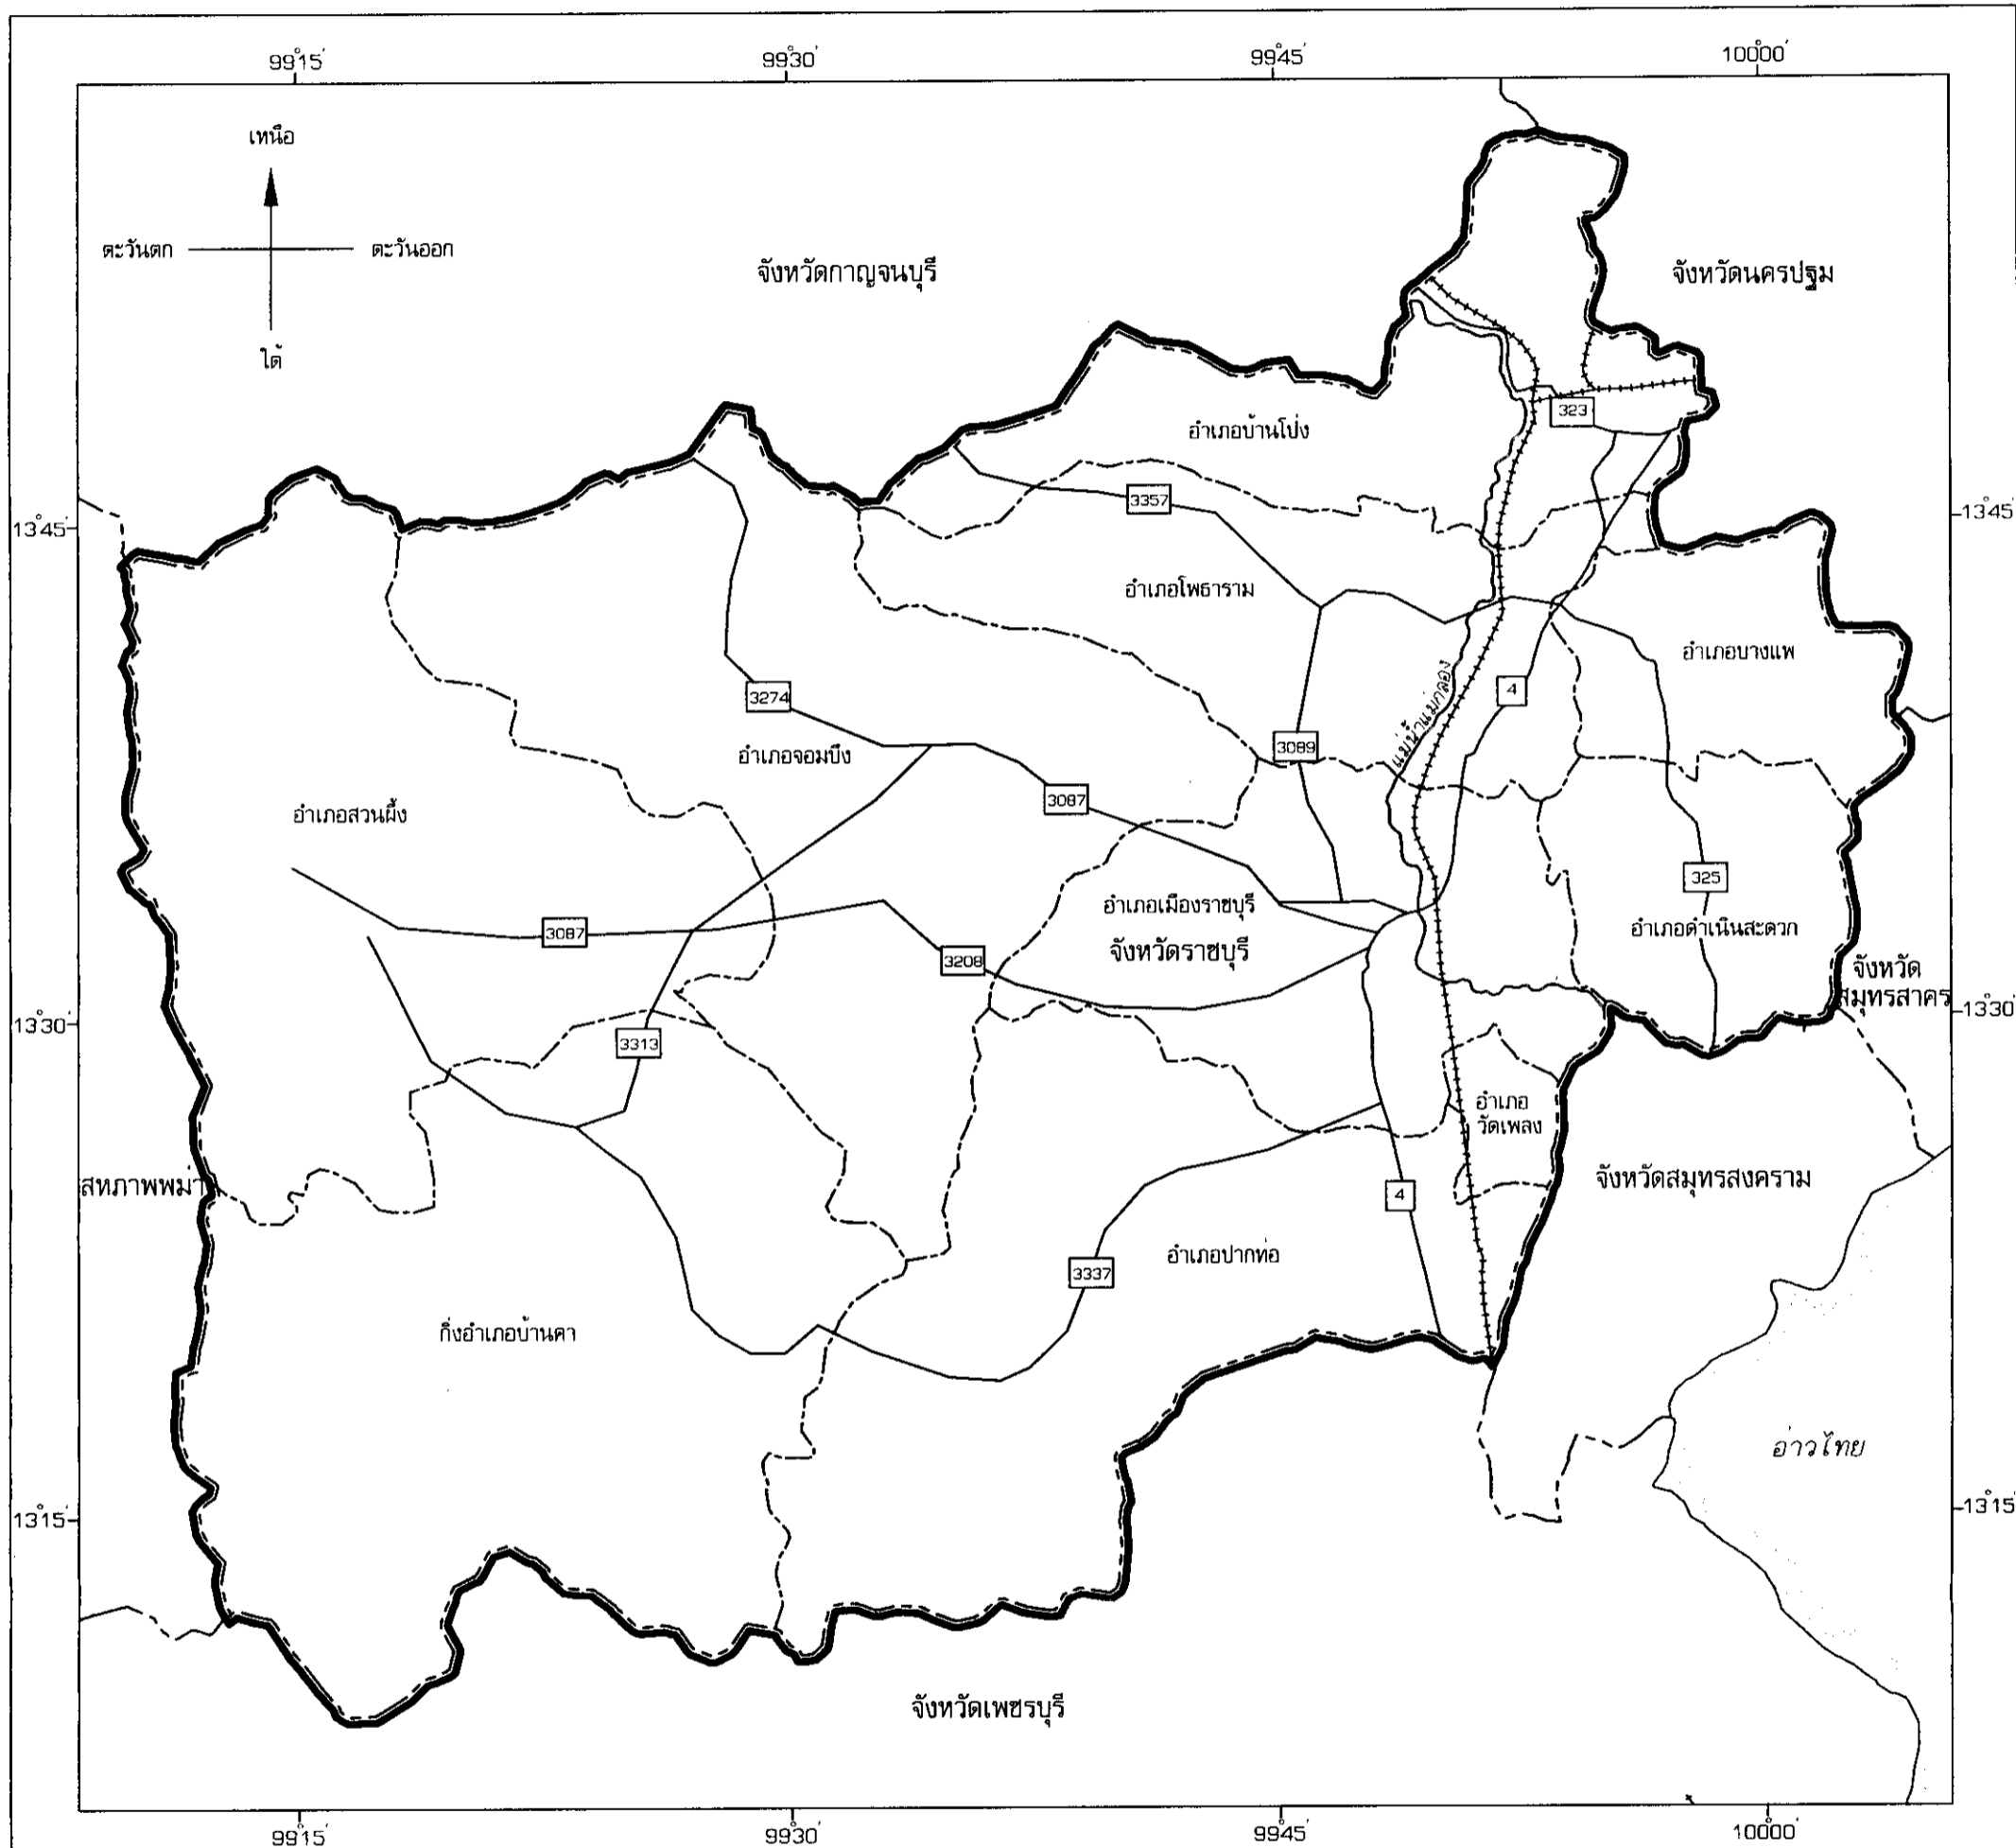 99°15′
99°30′
99°45′
100°00′
เหนือ
ตะวันตก
ตะวันออก
ใต้
จังหวัดกาญจนบุรี
จังหวัดนครปฐม
323
อำเภอบ้านโป่ง
3357
13°45′
13°45′
อำเภอโพธาราม
อำเภอบางแพ
แม่น้ำแม่กลอง
4
3274
3089
อำเภอจอมบึง
3087
อำเภอสวนผึ้ง
325
อำเภอเมืองราชบุรี
3087
อำเภอดำเนินสะดวก
3208
จังหวัดราชบุรี
จังหวัด
สมุทรสาคร
13°30′
13°30′
3313
อำเภอ
วัดเพลง
สหภาพพม่า
จังหวัดสมุทรสงคราม
4
อำเภอปากท่อ
3337
กิ่งอำเภอบ้านคา
อ่าวไทย
13°15′
13°15′
จังหวัดเพชรบุรี
99°15′
99°30′
99°45′
100°00′